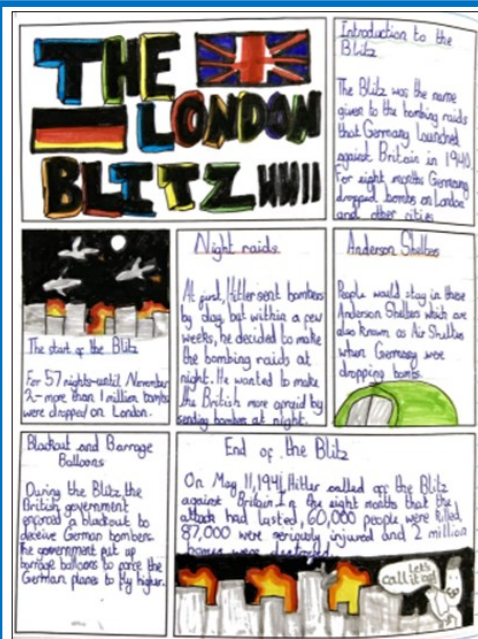 THE
LONDON
BLITZ WWII
Introduction to the
Blitz
The Blitz was the name
given to the bombing raids
that Germany launched
against Britain in 1940.
For eight months Germany
dropped bombs on London
and other cities.
The start of the Blitz
For 57 nights-until November
2- more than 1 million bombs
were dropped on London.
Night raids
At first, Hitler sent bombers
by day, but within a few
weeks, he decided to make
the bombing raids at
night. He wanted to make
the British more afraid by
sending bombers at night.
Anderson Shelters
People would stay in these
Anderson Shelters which are
also known as Air Shelters
when Germany were
dropping bombs.
Blackout and Barrage
Balloons
During the Blitz, the
British government
enforced a blackout to
deceive German bombers.
he government put up
barrage balloons to force the
German planes to fly higher.
End of the Blitz
On May 11, 1941, Hitler called off the Blitz
against Britain. In the eight months that the
attack had lasted, 60,000 people, were killed,
87,000 were seriously injured and 2 million
homes were destroyed.
Let's
call it off!